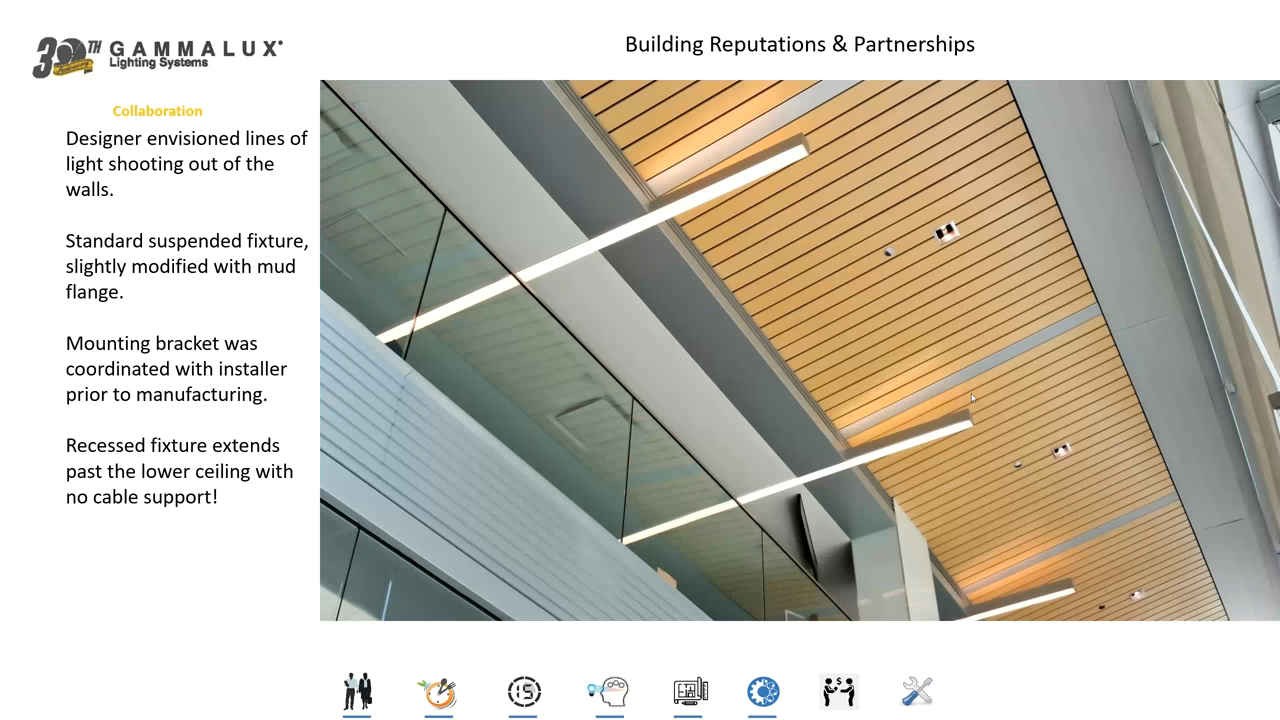 30TH GAMMALUX
Anniversary
Lighting Systems
Building Reputations & Partnerships
Collaboration
Designer envisioned lines of
light shooting out of the
walls.
Standard suspended fixture,
slightly modified with mud
flange.
Mounting bracket was
coordinated with installer
prior to manufacturing.
Recessed fixture extends
past the lower ceiling with
no cable support!
15
$